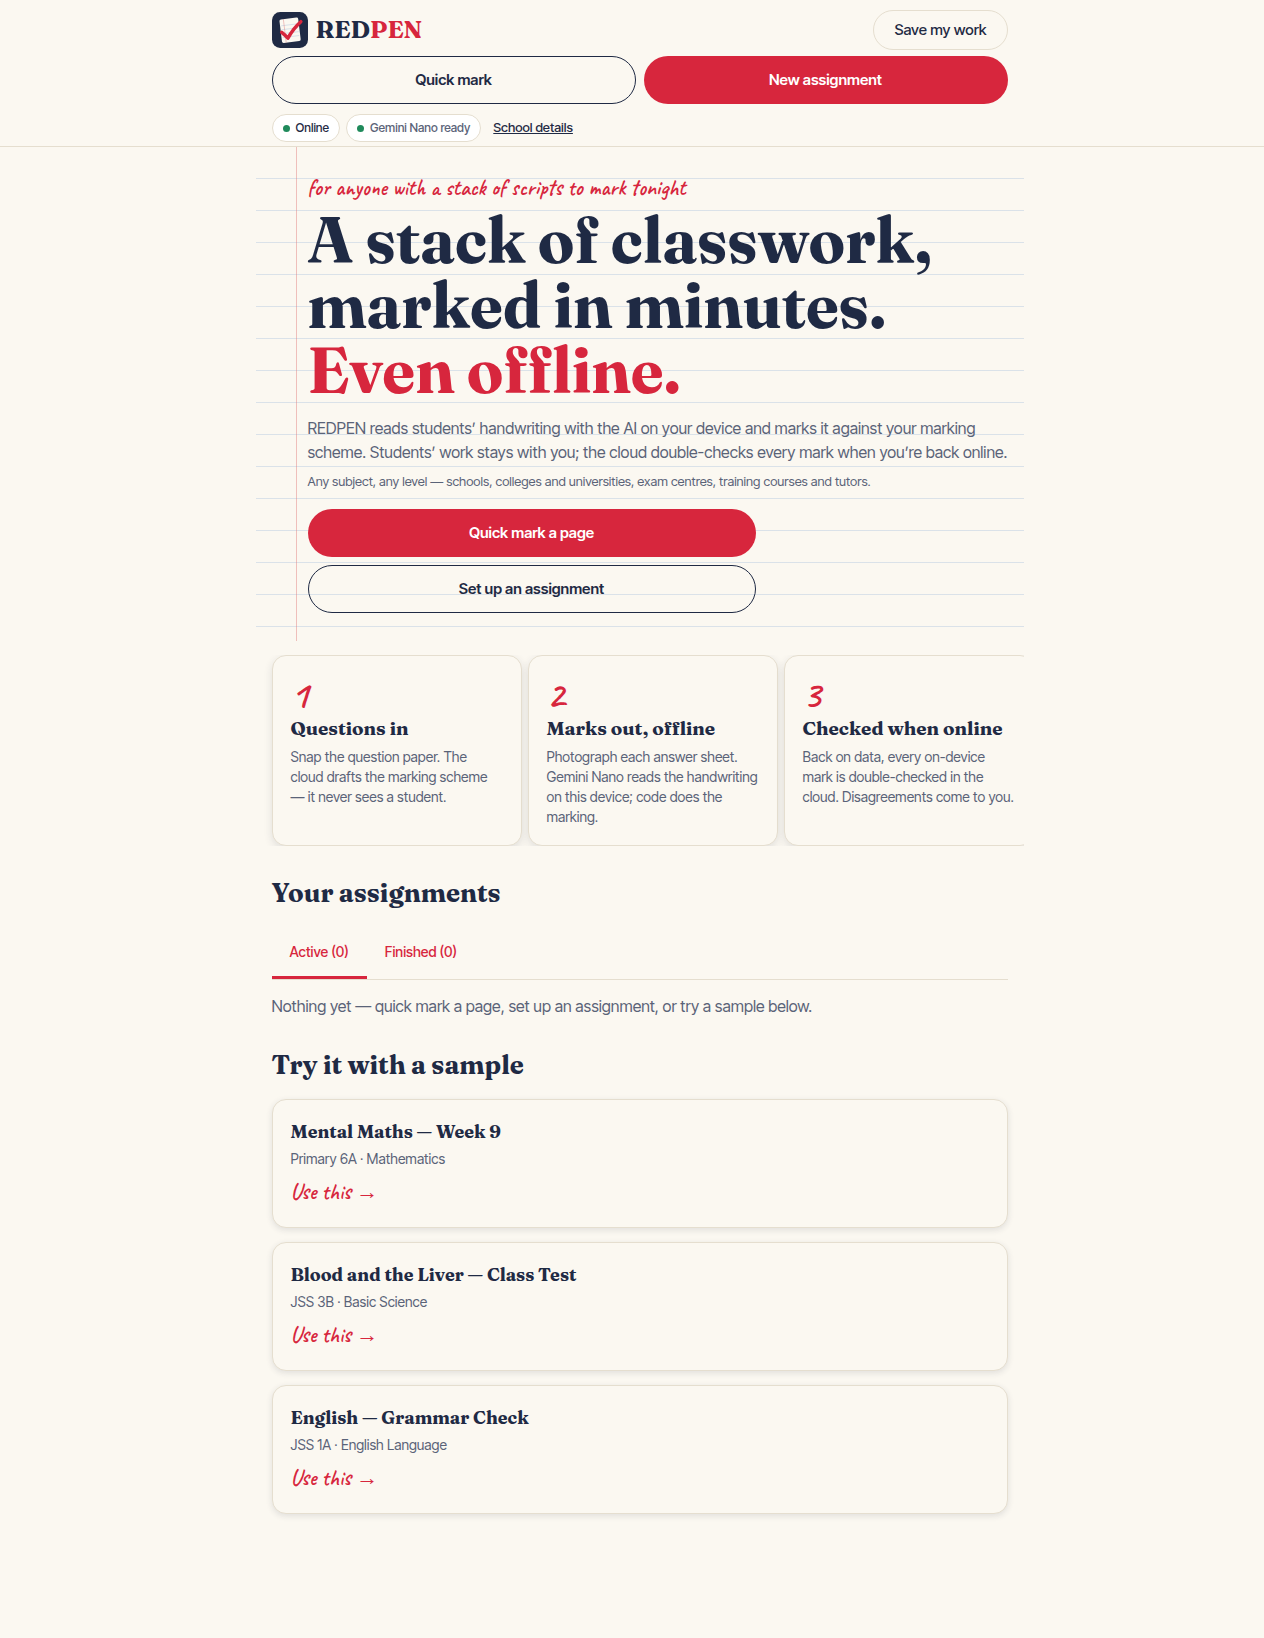 REDPEN
Save my work
Quick mark
New assignment
Online
Gemini Nano ready
School details
for anyone with a stack of scripts to mark tonight
A stack of classwork,
marked in minutes.
Even offline.
REDPEN reads students’ handwriting with the AI on your device and marks it against your marking
scheme. Students’ work stays with you; the cloud double-checks every mark when you’re back online.
Any subject, any level — schools, colleges and universities, exam centres, training courses and tutors.
Quick mark a page
Set up an assignment
1
Questions in
Snap the question paper. The
cloud drafts the marking scheme
— it never sees a student.
2
Marks out, offline
Photograph each answer sheet.
Gemini Nano reads the handwriting
on this device; code does the
marking.
3
Checked when online
Back on data, every on-device
mark is double-checked in the
cloud. Disagreements come to you.
Your assignments
Active (0)
Finished (0)
Nothing yet — quick mark a page, set up an assignment, or try a sample below.
Try it with a sample
Mental Maths — Week 9
Primary 6A · Mathematics
Use this →
Blood and the Liver — Class Test
JSS 3B · Basic Science
Use this →
English — Grammar Check
JSS 1A · English Language
Use this →